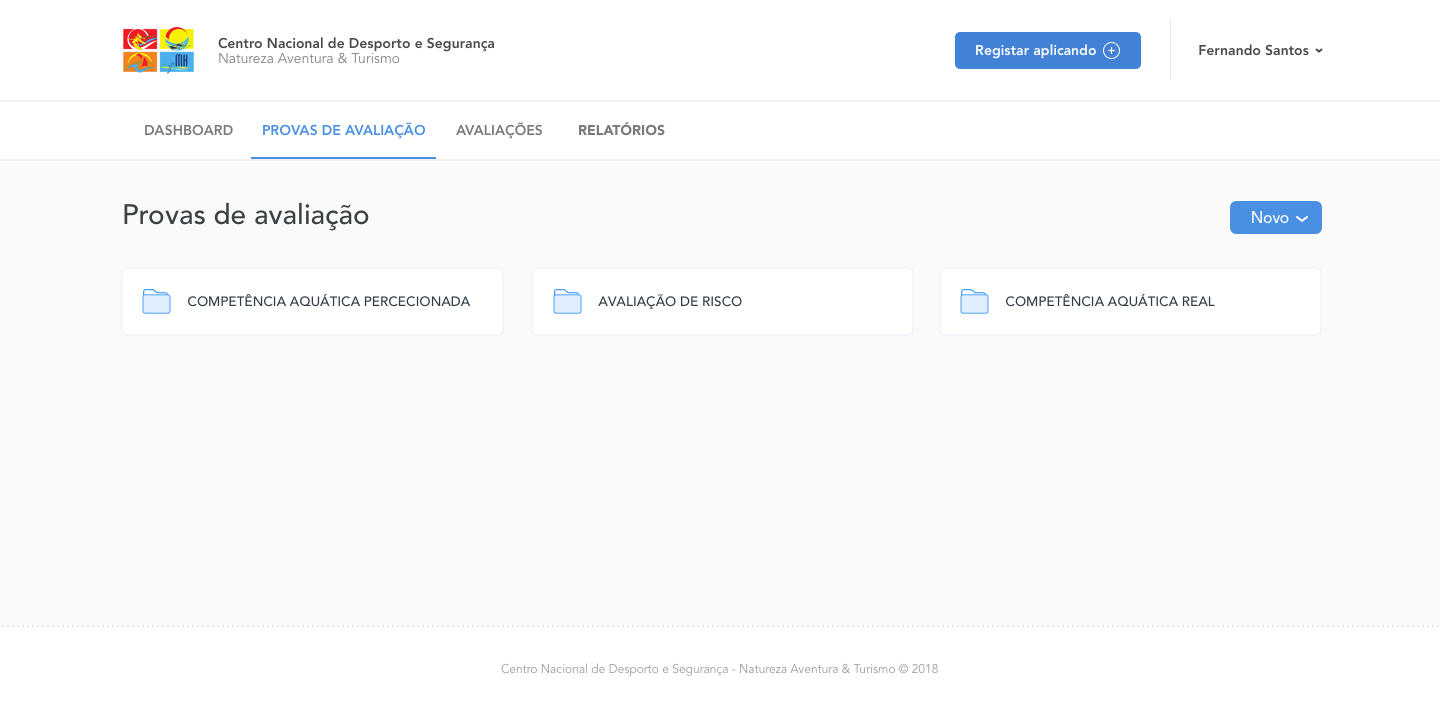 Centro Nacional de Desporto e Segurança
Natureza Aventura & Turismo
Registar aplicando
Fernando Santos
DASHBOARD
PROVAS DE AVALIAÇÃO
AVALIAÇÕES
RELATÓRIOS
Provas de avaliação
Novo
COMPETÊNCIA AQUÁTICA PERCECIONADA
AVALIAÇÃO DE RISCO
COMPETÊNCIA AQUÁTICA REAL
Centro Nacional de Desporto e Segurança - Natureza Aventura & Turismo © 2018